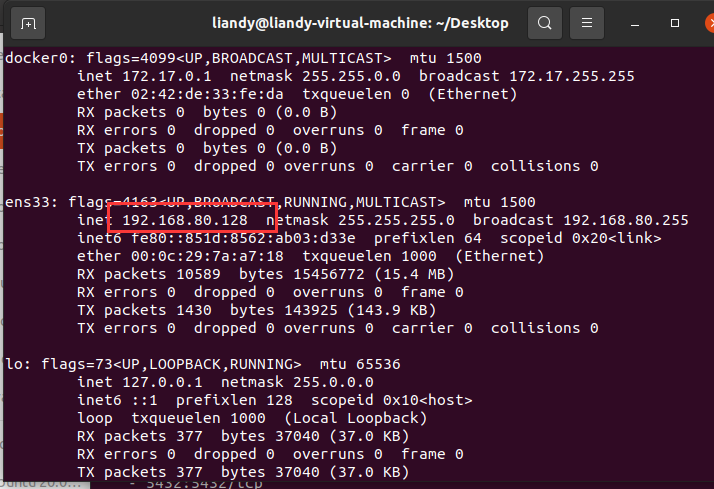 liandy@liandy-virtual-machine: ~/Desktop
docker0: flags=4099<UP,BROADCAST,MULTICAST>  mtu 1500
        inet 172.17.0.1  netmask 255.255.0.0  broadcast 172.17.255.255
        ether 02:42:de:33:fe:da  txqueuelen 0  (Ethernet)
        RX packets 0  bytes 0 (0.0 B)
        RX errors 0  dropped 0  overruns 0  frame 0
        TX packets 0  bytes 0 (0.0 B)
        TX errors 0  dropped 0 overruns 0  carrier 0  collisions 0
ens33: flags=4163<UP,BROADCAST,RUNNING,MULTICAST>  mtu 1500
        inet 192.168.80.128  netmask 255.255.255.0  broadcast 192.168.80.255
        inet6 fe80::851d:8562:ab03:d33e  prefixlen 64  scopeid 0x20<link>
        ether 00:0c:29:7a:a7:18  txqueuelen 1000  (Ethernet)
        RX packets 10589  bytes 15456772 (15.4 MB)
        RX errors 0  dropped 0  overruns 0  frame 0
        TX packets 1430  bytes 143925 (143.9 KB)
        TX errors 0  dropped 0 overruns 0  carrier 0  collisions 0
lo: flags=73<UP,LOOPBACK,RUNNING>  mtu 65536
        inet 127.0.0.1  netmask 255.0.0.0
        inet6 ::1  prefixlen 128  scopeid 0x10<host>
        loop  txqueuelen 1000  (Local Loopback)
        RX packets 377  bytes 37040 (37.0 KB)
        RX errors 0  dropped 0  overruns 0  frame 0
        TX packets 377  bytes 37040 (37.0 KB)
- 5432:5432/tcp